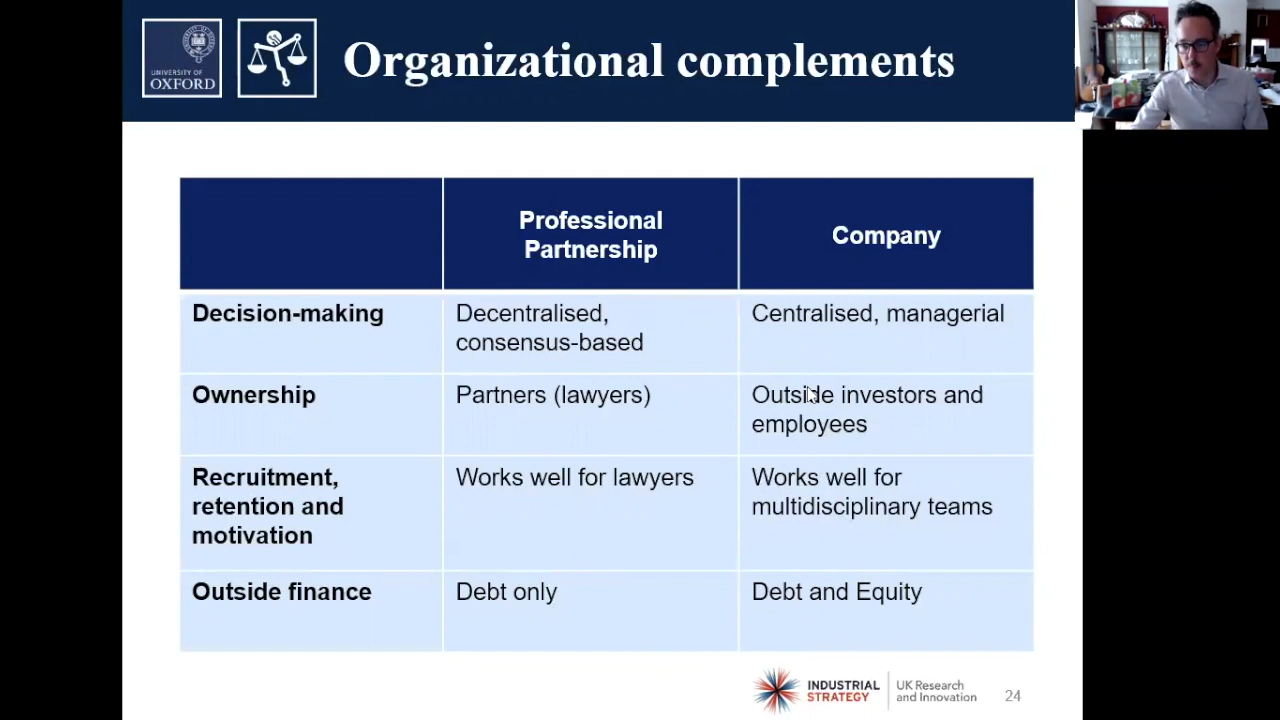 UNIVERSITY OF
OXFORD
Organizational complements
Professional
Partnership
Company
Decision-making
Decentralised,
consensus-based
Centralised, managerial
Ownership
Partners (lawyers)
Outside investors and
employees
Recruitment,
retention and
motivation
Works well for lawyers
Works well for
multidisciplinary teams
Outside finance
Debt only
Debt and Equity
INDUSTRIAL
STRATEGY
UK Research
and Innovation
24